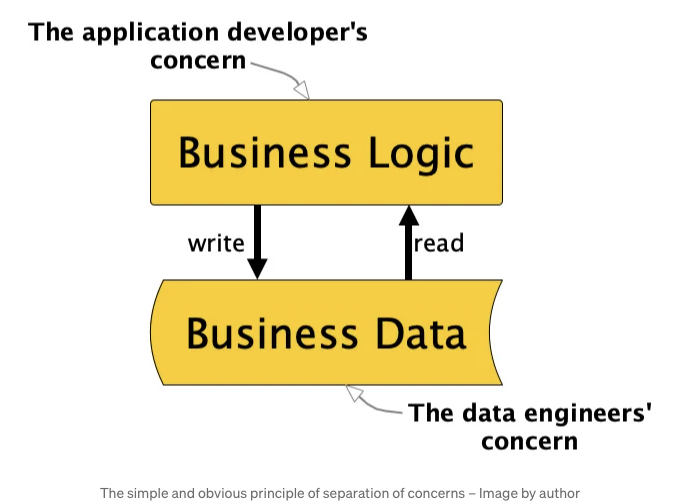 The application developer's
concern
Business Logic
write
read
Business Data
The data engineers'
concern
The simple and obvious principle of separation of concerns – Image by author